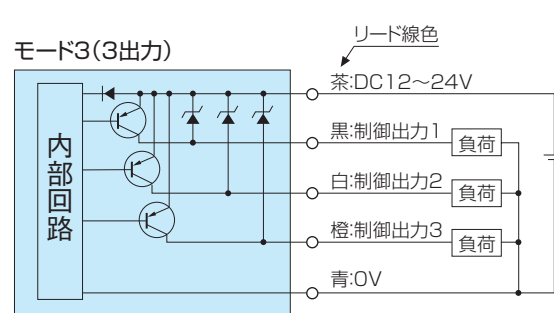 リード線色
モード3(3出力)
茶:DC12～24V
黒:制御出力1
負荷
内部回路
白:制御出力2
負荷
橙:制御出力3
負荷
青:0V